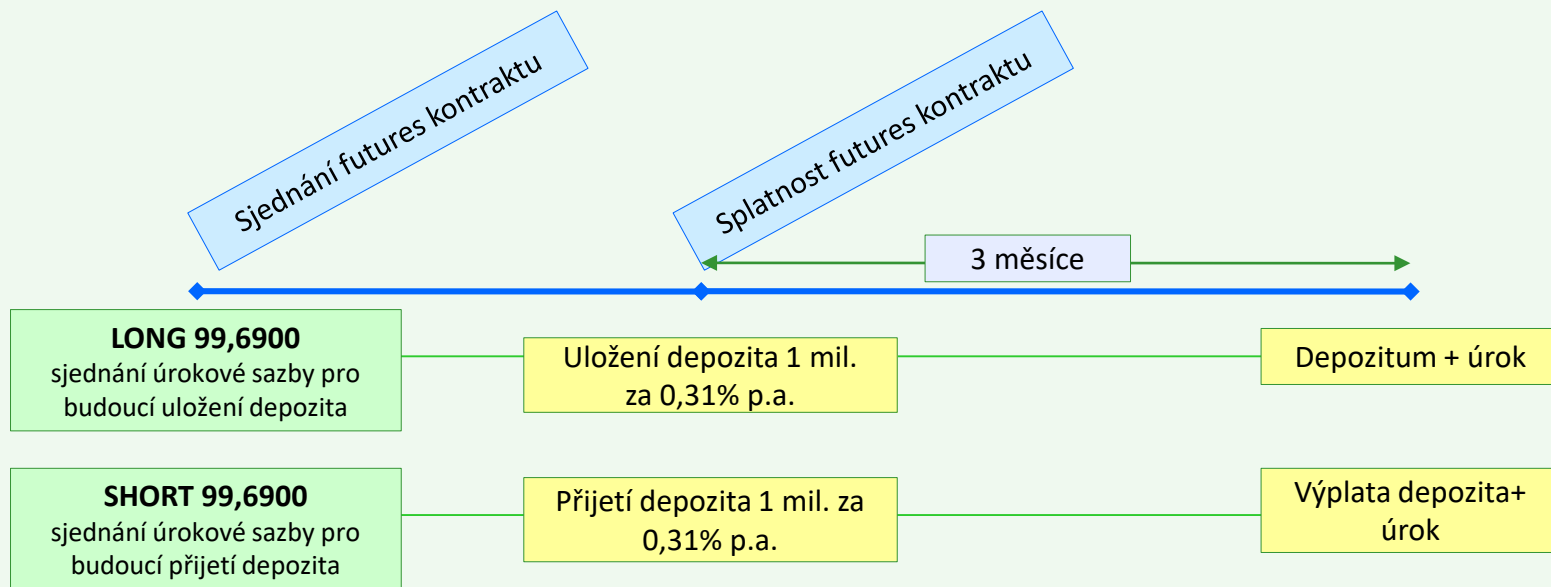 Sjednání futures kontraktu
Splatnost futures kontraktu
3 měsíce
LONG 99,6900
sjednání úrokové sazby pro
budoucí uložení depozita
Uložení depozita 1 mil.
za 0,31% p.a.
Depozitum + úrok
SHORT 99,6900
sjednání úrokové sazby pro
budoucí přijetí depozita
Přijetí depozita 1 mil. za
0,31% p.a.
Výplata depozita+
úrok